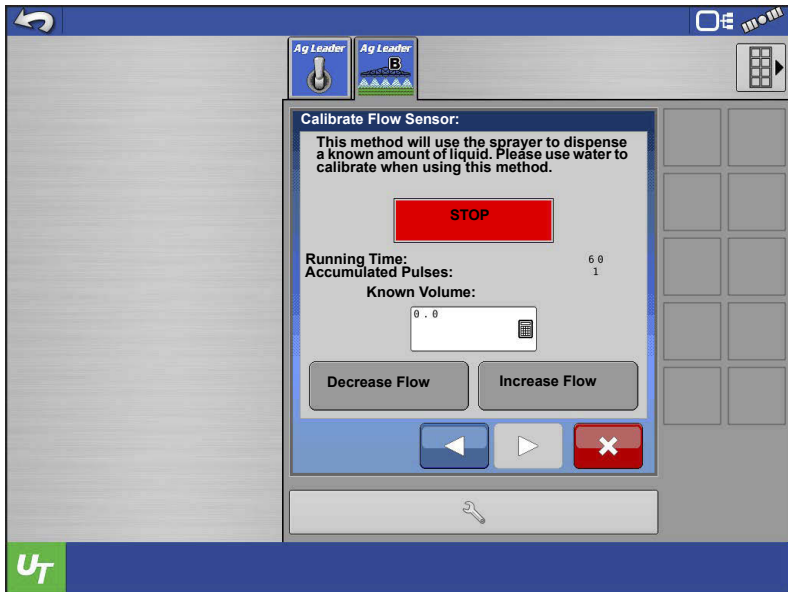 Ag Leader
Ag Leader
B
Calibrate Flow Sensor:
This method will use the sprayer to dispense
a known amount of liquid. Please use water to
calibrate when using this method.
STOP
Running Time: 60
Accumulated Pulses: 1
Known Volume:
0.0
Decrease Flow
Increase Flow
UT